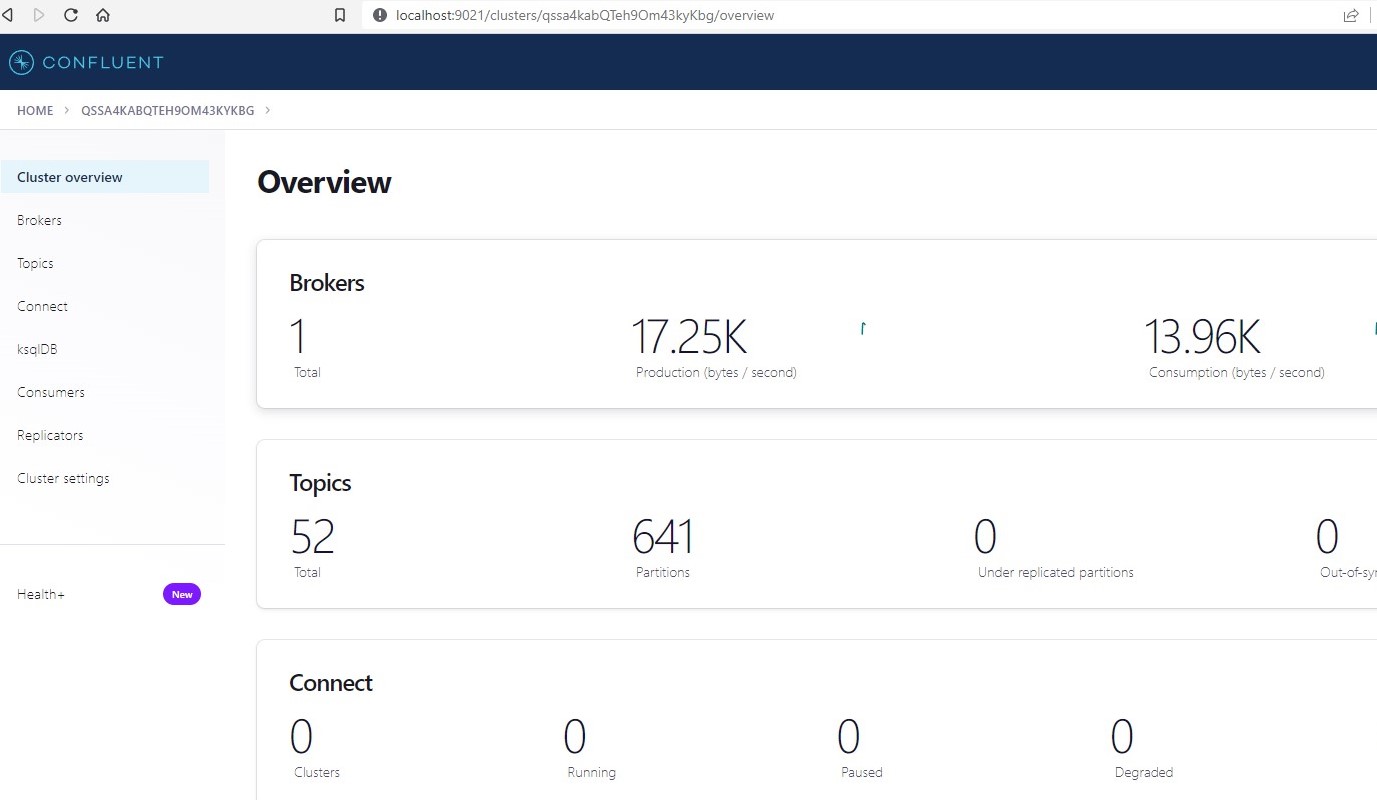 localhost:9021/clusters/qssa4kabQTeh9Om43kyKbg/overview
CONFLUENT
HOME > QSSA4KABQTEH9OM43KYKBG >
Cluster overview
Brokers
Topics
Connect
ksqlDB
Consumers
Replicators
Cluster settings
Health+ New
Overview
Brokers
1 17.25K 13.96K
Total Production (bytes / second) Consumption (bytes / second)
Topics
52 641 0 0
Total Partitions Under replicated partitions Out-of-syn
Connect
0 0 0 0
Clusters Running Paused Degraded